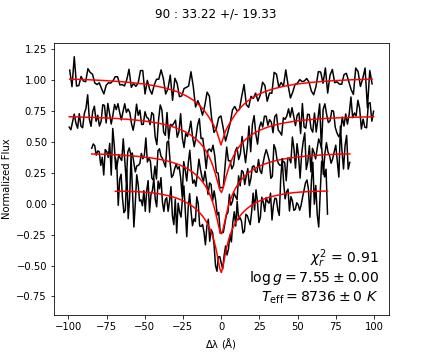 90 : 33.22 +/- 19.33
Normalized Flux
1.25
1.00
0.75
0.50
0.25
0.00
−0.25
−0.50
−0.75
χ²ᵣ = 0.91
log g = 7.55 ± 0.00
T_eff = 8736 ± 0 K
−100 −75 −50 −25 0 25 50 75 100
Δλ (Å)